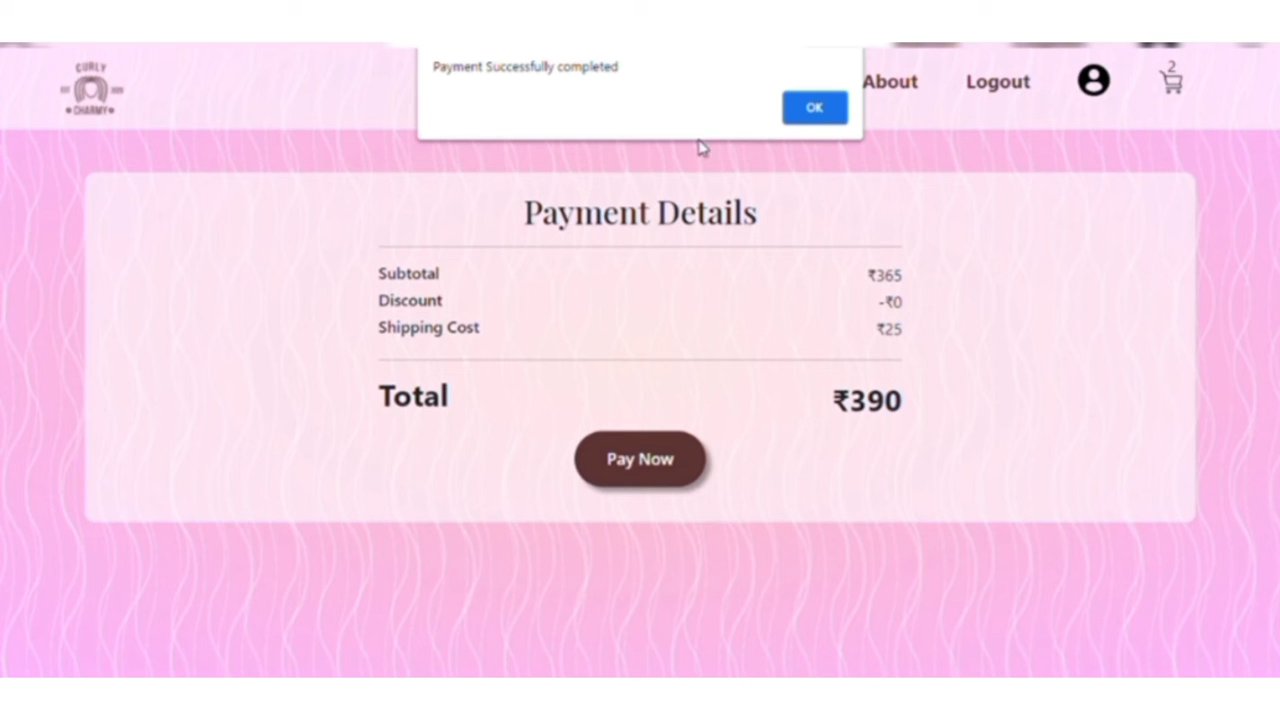 Payment Successfully completed
OK
CURLY
CHARMY
About
Logout
2
Payment Details
Subtotal ₹365
Discount -₹0
Shipping Cost ₹25
Total ₹390
Pay Now